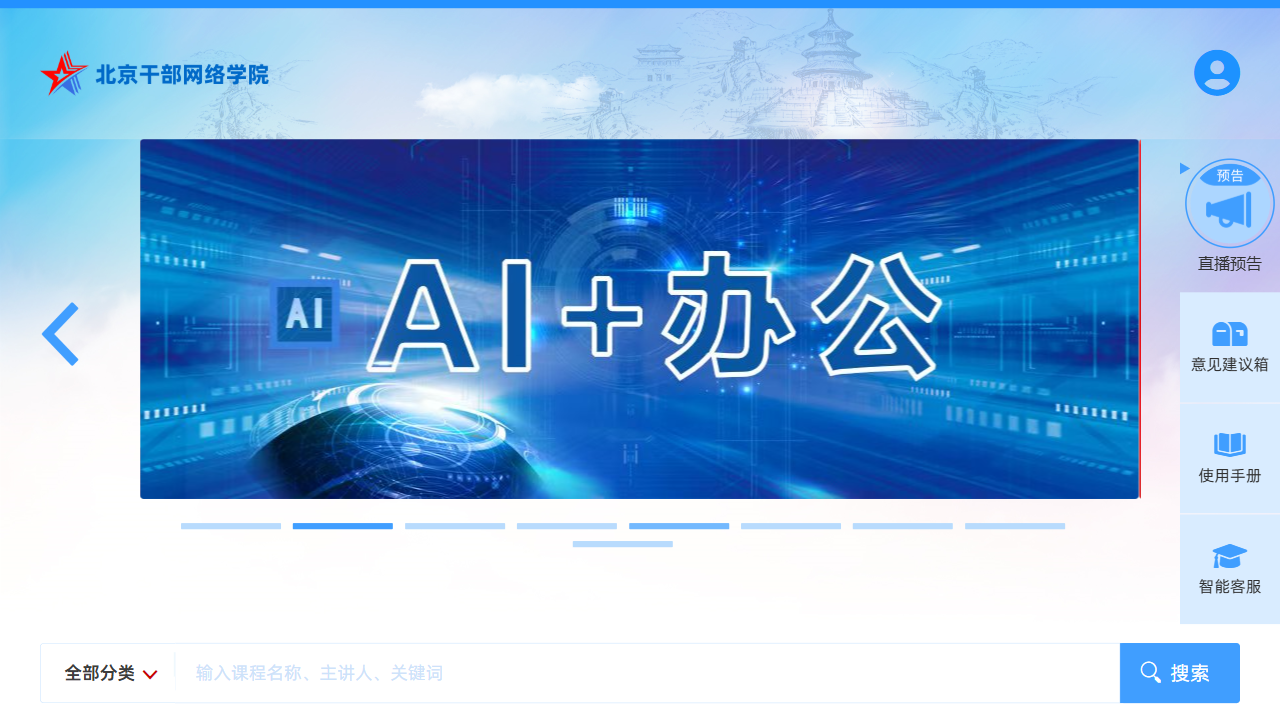 北京干部网络学院
预告
直播预告
AI
AI+办公
意见建议箱
使用手册
智能客服
全部分类
输入课程名称、主讲人、关键词
搜索